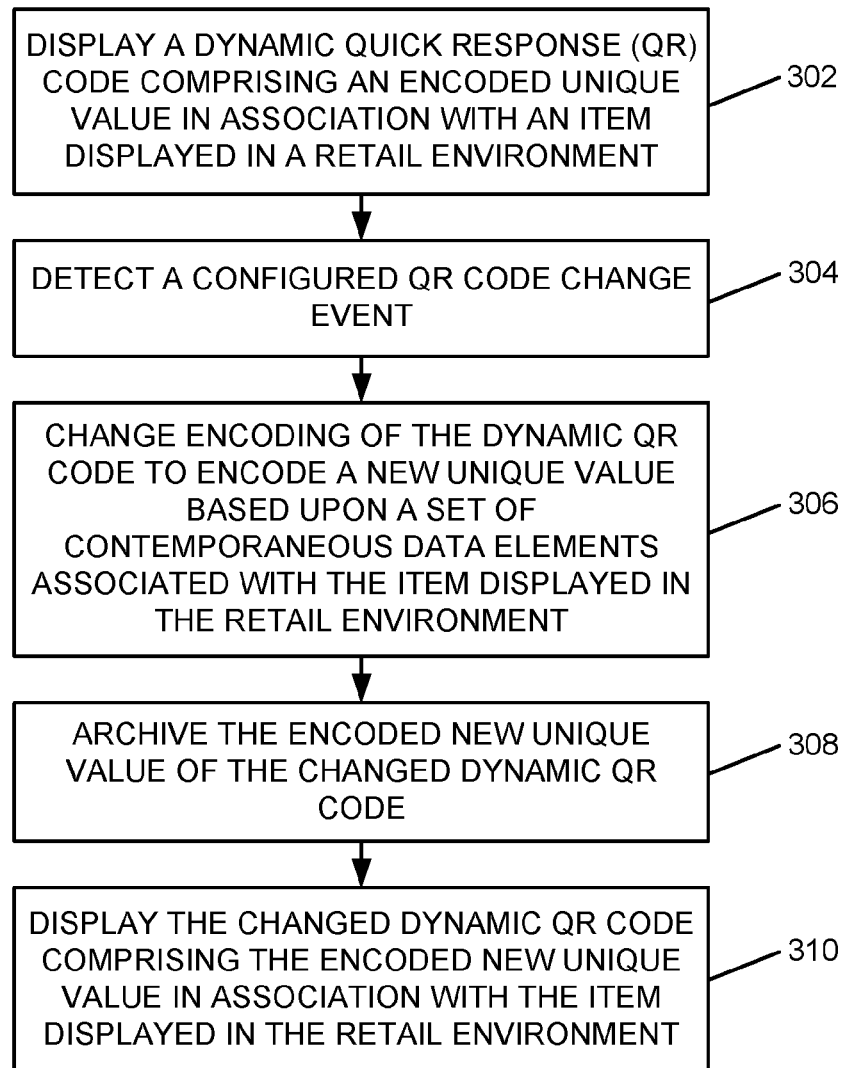 DISPLAY A DYNAMIC QUICK RESPONSE (QR)
CODE COMPRISING AN ENCODED UNIQUE
VALUE IN ASSOCIATION WITH AN ITEM
DISPLAYED IN A RETAIL ENVIRONMENT
302
DETECT A CONFIGURED QR CODE CHANGE
EVENT
304
CHANGE ENCODING OF THE DYNAMIC QR
CODE TO ENCODE A NEW UNIQUE VALUE
BASED UPON A SET OF
CONTEMPORANEOUS DATA ELEMENTS
ASSOCIATED WITH THE ITEM DISPLAYED IN
THE RETAIL ENVIRONMENT
306
ARCHIVE THE ENCODED NEW UNIQUE
VALUE OF THE CHANGED DYNAMIC QR
CODE
308
DISPLAY THE CHANGED DYNAMIC QR CODE
COMPRISING THE ENCODED NEW UNIQUE
VALUE IN ASSOCIATION WITH THE ITEM
DISPLAYED IN THE RETAIL ENVIRONMENT
310